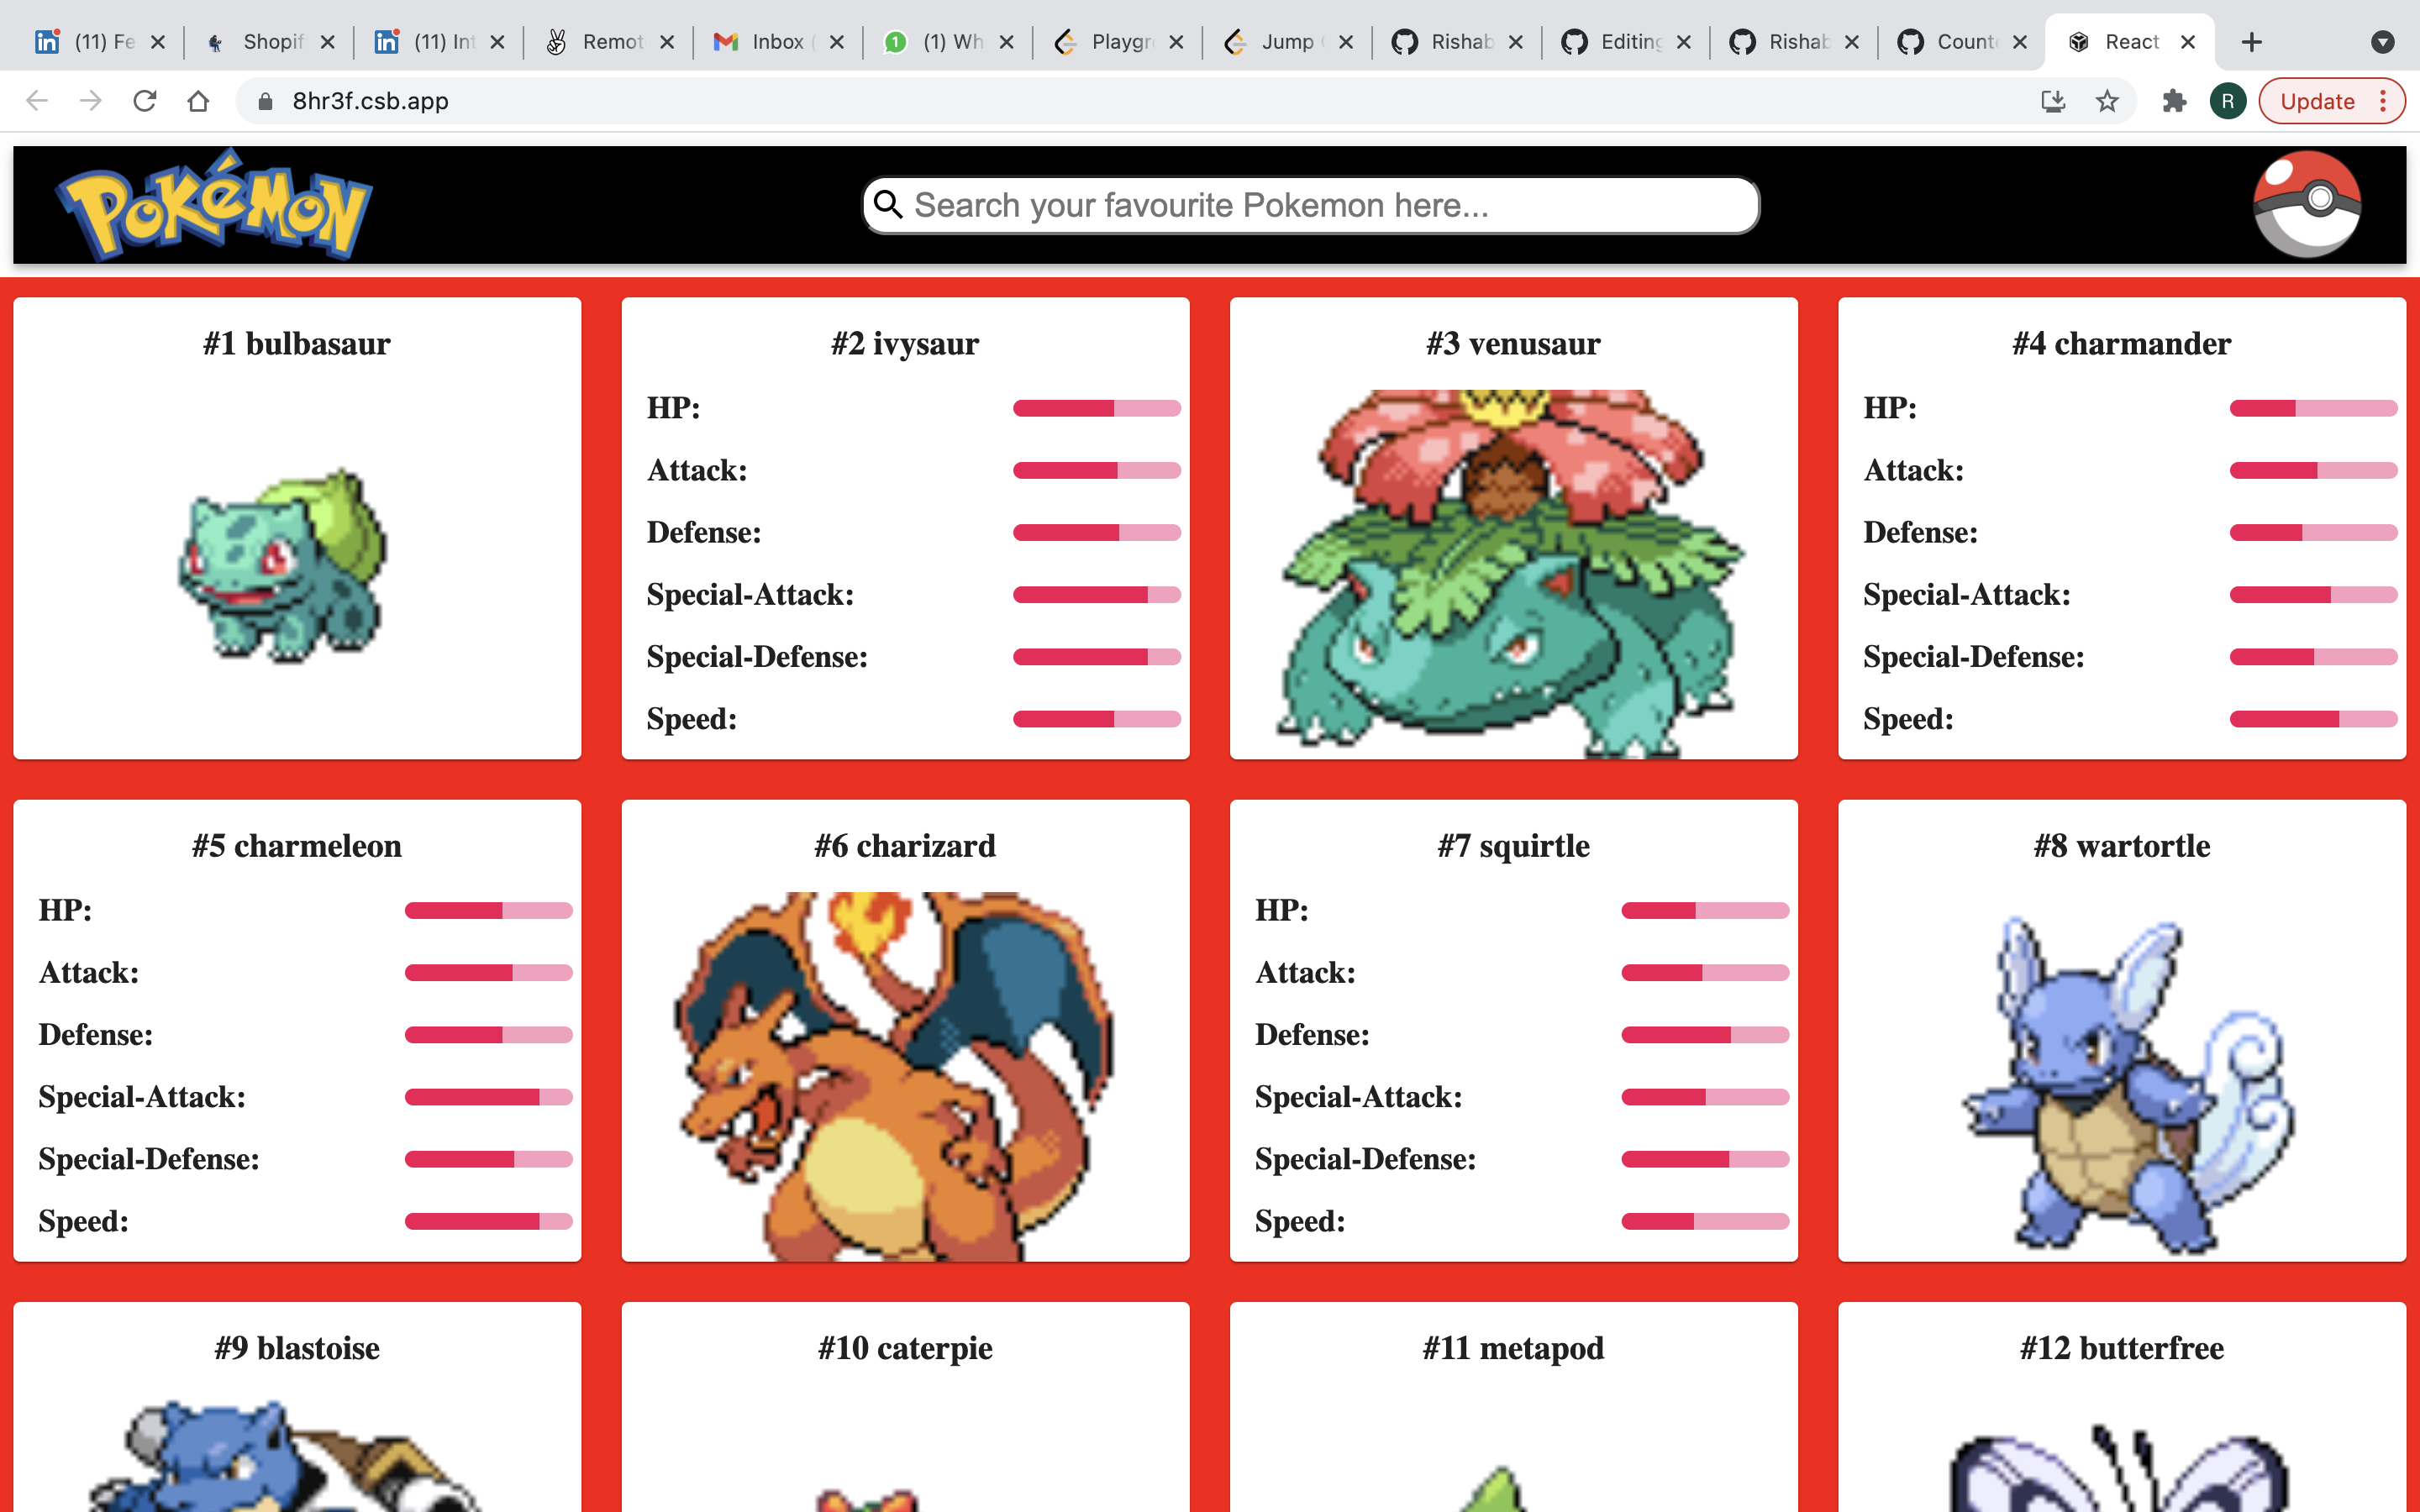 (11) Fe
Shopif
(11) Int
Remot
Inbox (
1
(1) Wh
Playgr
Jump
Rishab
Editing
Rishab
Count
React
8hr3f.csb.app
R
Update
POKéMON
Search your favourite Pokemon here...
#1 bulbasaur
#2 ivysaur
HP:
Attack:
Defense:
Special-Attack:
Special-Defense:
Speed:
#3 venusaur
#4 charmander
HP:
Attack:
Defense:
Special-Attack:
Special-Defense:
Speed:
#5 charmeleon
HP:
Attack:
Defense:
Special-Attack:
Special-Defense:
Speed:
#6 charizard
#7 squirtle
HP:
Attack:
Defense:
Special-Attack:
Special-Defense:
Speed:
#8 wartortle
#9 blastoise
#10 caterpie
#11 metapod
#12 butterfree